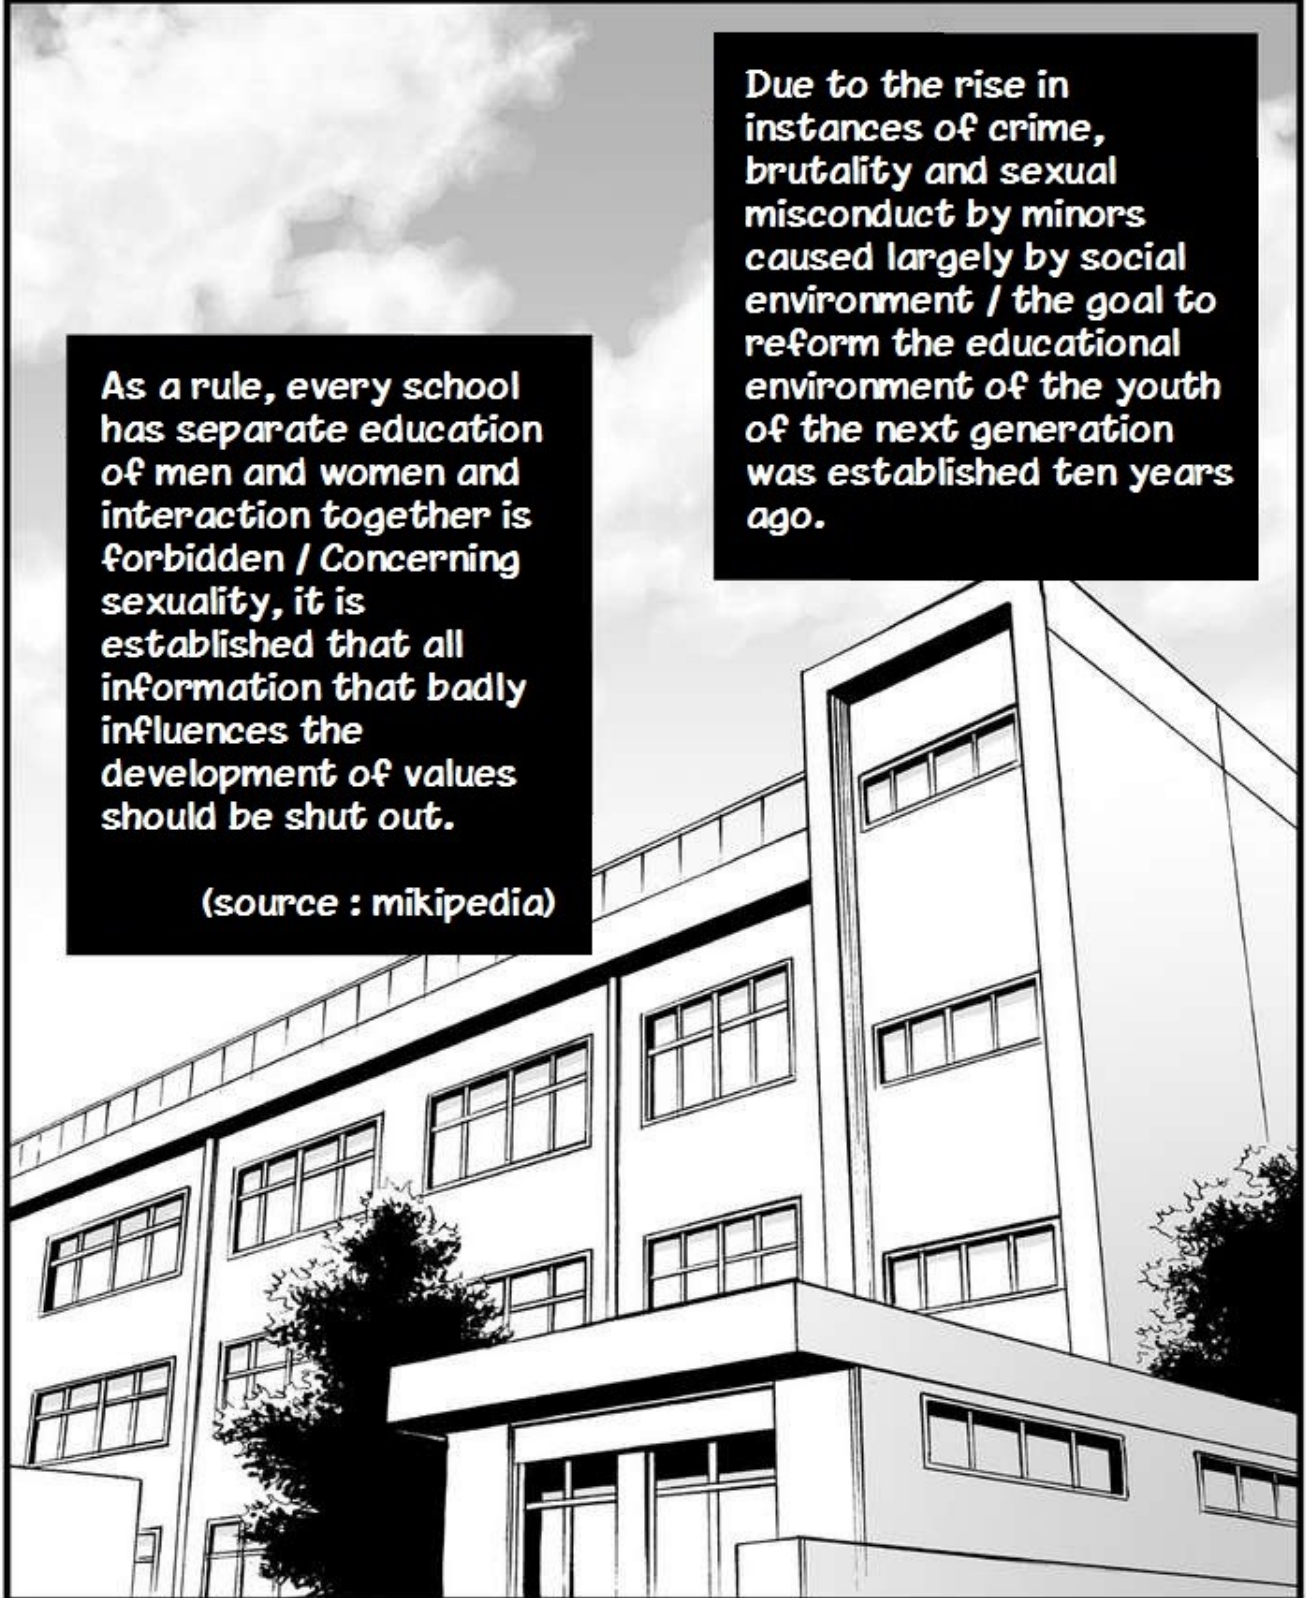 Due to the rise in
instances of crime,
brutality and sexual
misconduct by minors
caused largely by social
environment / the goal to
reform the educational
environment of the youth
of the next generation
was established ten years
ago.
As a rule, every school
has separate education
of men and women and
interaction together is
forbidden / Concerning
sexuality, it is
established that all
information that badly
influences the
development of values
should be shut out.
(source : mikipedia)